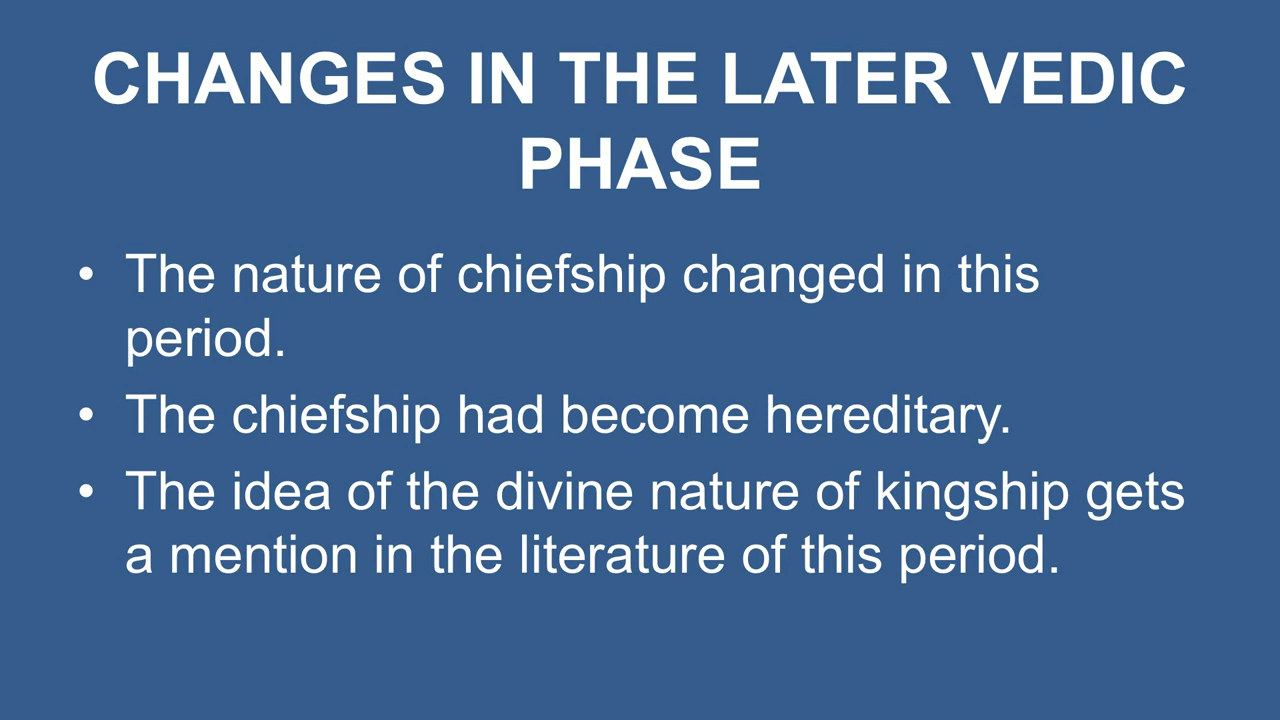 CHANGES IN THE LATER VEDIC
PHASE
• The nature of chiefship changed in this
period.
• The chiefship had become hereditary.
• The idea of the divine nature of kingship gets
a mention in the literature of this period.